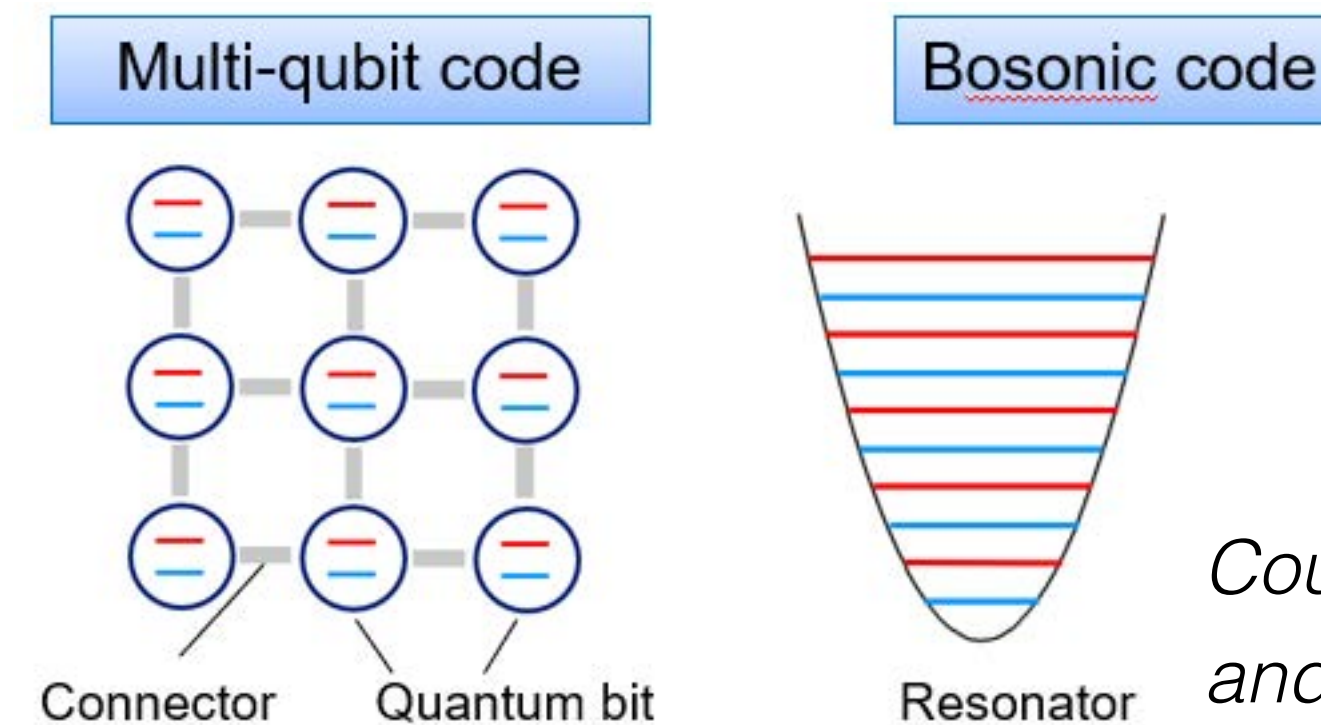 Multi-qubit code
Bosonic code
Connector
Quantum bit
Resonator